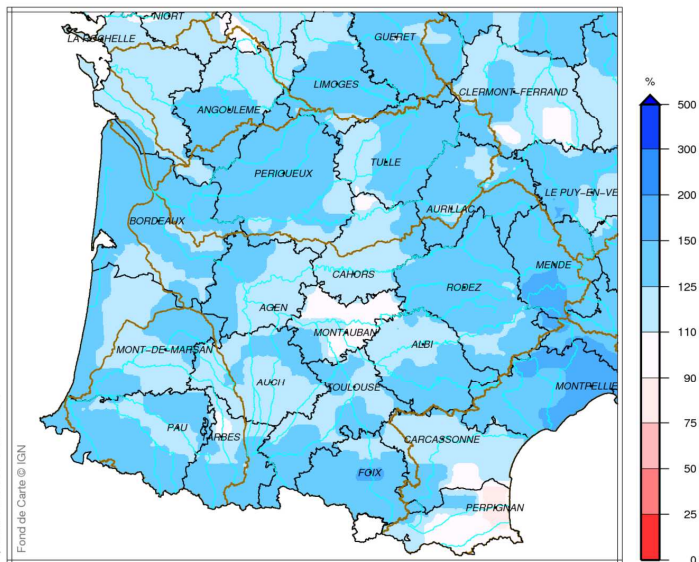 NIORT
LA ROCHELLE
GUERET
LIMOGES
CLERMONT-FERRAND
ANGOULEME
PERIGUEUX
TULLE
LE PUY-EN-VE
AURILLAC
BORDEAUX
MENDE
CAHORS
RODEZ
AGEN
MONTAUBAN
ALBI
MONT-DE-MARSAN
AUCH
TOULOUSE
MONTPELLIE
PAU
TARBES
CARCASSONNE
FOIX
PERPIGNAN
Fond de Carte © IGN
%
500
300
200
150
125
110
90
75
50
25
0